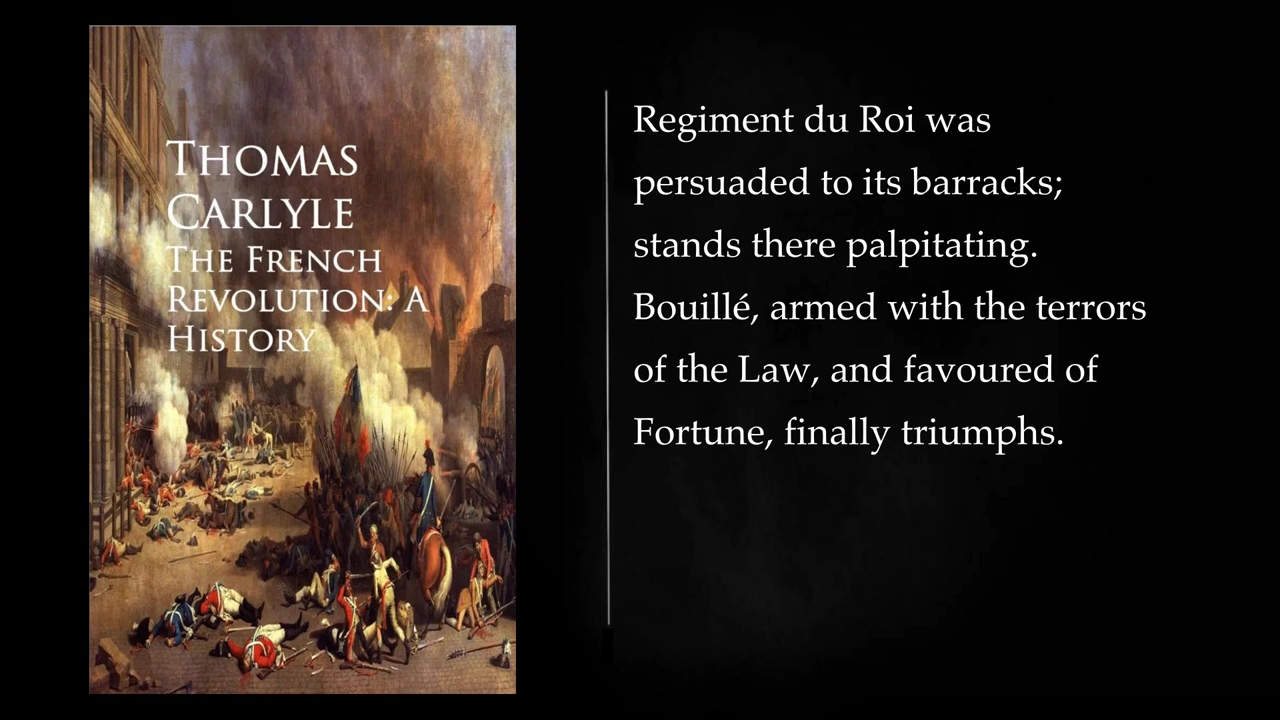 THOMAS
CARLYLE
THE FRENCH
REVOLUTION: A
HISTORY
Regiment du Roi was
persuaded to its barracks;
stands there palpitating.
Bouillé, armed with the terrors
of the Law, and favoured of
Fortune, finally triumphs.